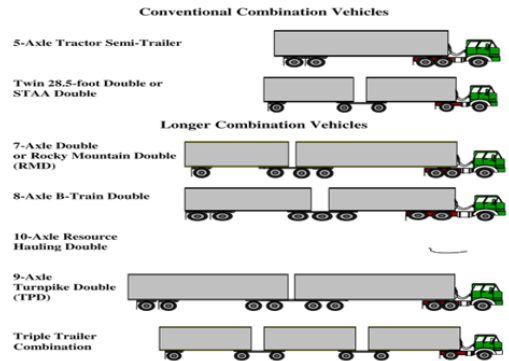 Conventional Combination Vehicles
5-Axle Tractor Semi-Trailer
Twin 28.5-foot Double or
STAA Double
Longer Combination Vehicles
7-Axle Double
or Rocky Mountain Double
(RMD)
8-Axle B-Train Double
10-Axle Resource
Hauling Double
9-Axle
Turnpike Double
(TPD)
Triple Trailer
Combination